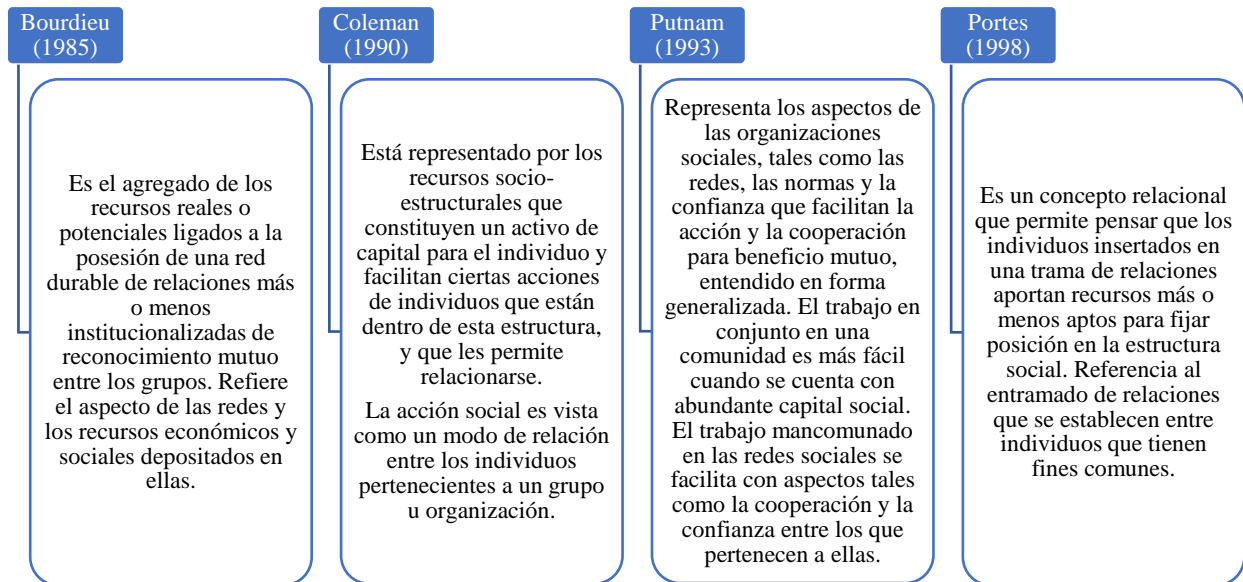 Bourdieu
(1985)
Es el agregado de los
recursos reales o
potenciales ligados a la
posesión de una red
durable de relaciones más
o menos
institucionalizadas de
reconocimiento mutuo
entre los grupos. Refiere
el aspecto de las redes y
los recursos económicos y
sociales depositados en
ellas.
Coleman
(1990)
Está representado por los
recursos socio-
estructurales que
constituyen un activo de
capital para el individuo y
facilitan ciertas acciones
de individuos que están
dentro de esta estructura,
y que les permite
relacionarse.
La acción social es vista
como un modo de relación
entre los individuos
pertenecientes a un grupo
u organización.
Putnam
(1993)
Representa los aspectos de
las organizaciones
sociales, tales como las
redes, las normas y la
confianza que facilitan la
acción y la cooperación
para beneficio mutuo,
entendido en forma
generalizada. El trabajo en
conjunto en una
comunidad es más fácil
cuando se cuenta con
abundante capital social.
El trabajo mancomunado
en las redes sociales se
facilita con aspectos tales
como la cooperación y la
confianza entre los que
pertenecen a ellas.
Portes
(1998)
Es un concepto relacional
que permite pensar que los
individuos insertados en
una trama de relaciones
aportan recursos más o
menos aptos para fijar
posición en la estructura
social. Referencia al
entramado de relaciones
que se establecen entre
individuos que tienen
fines comunes.